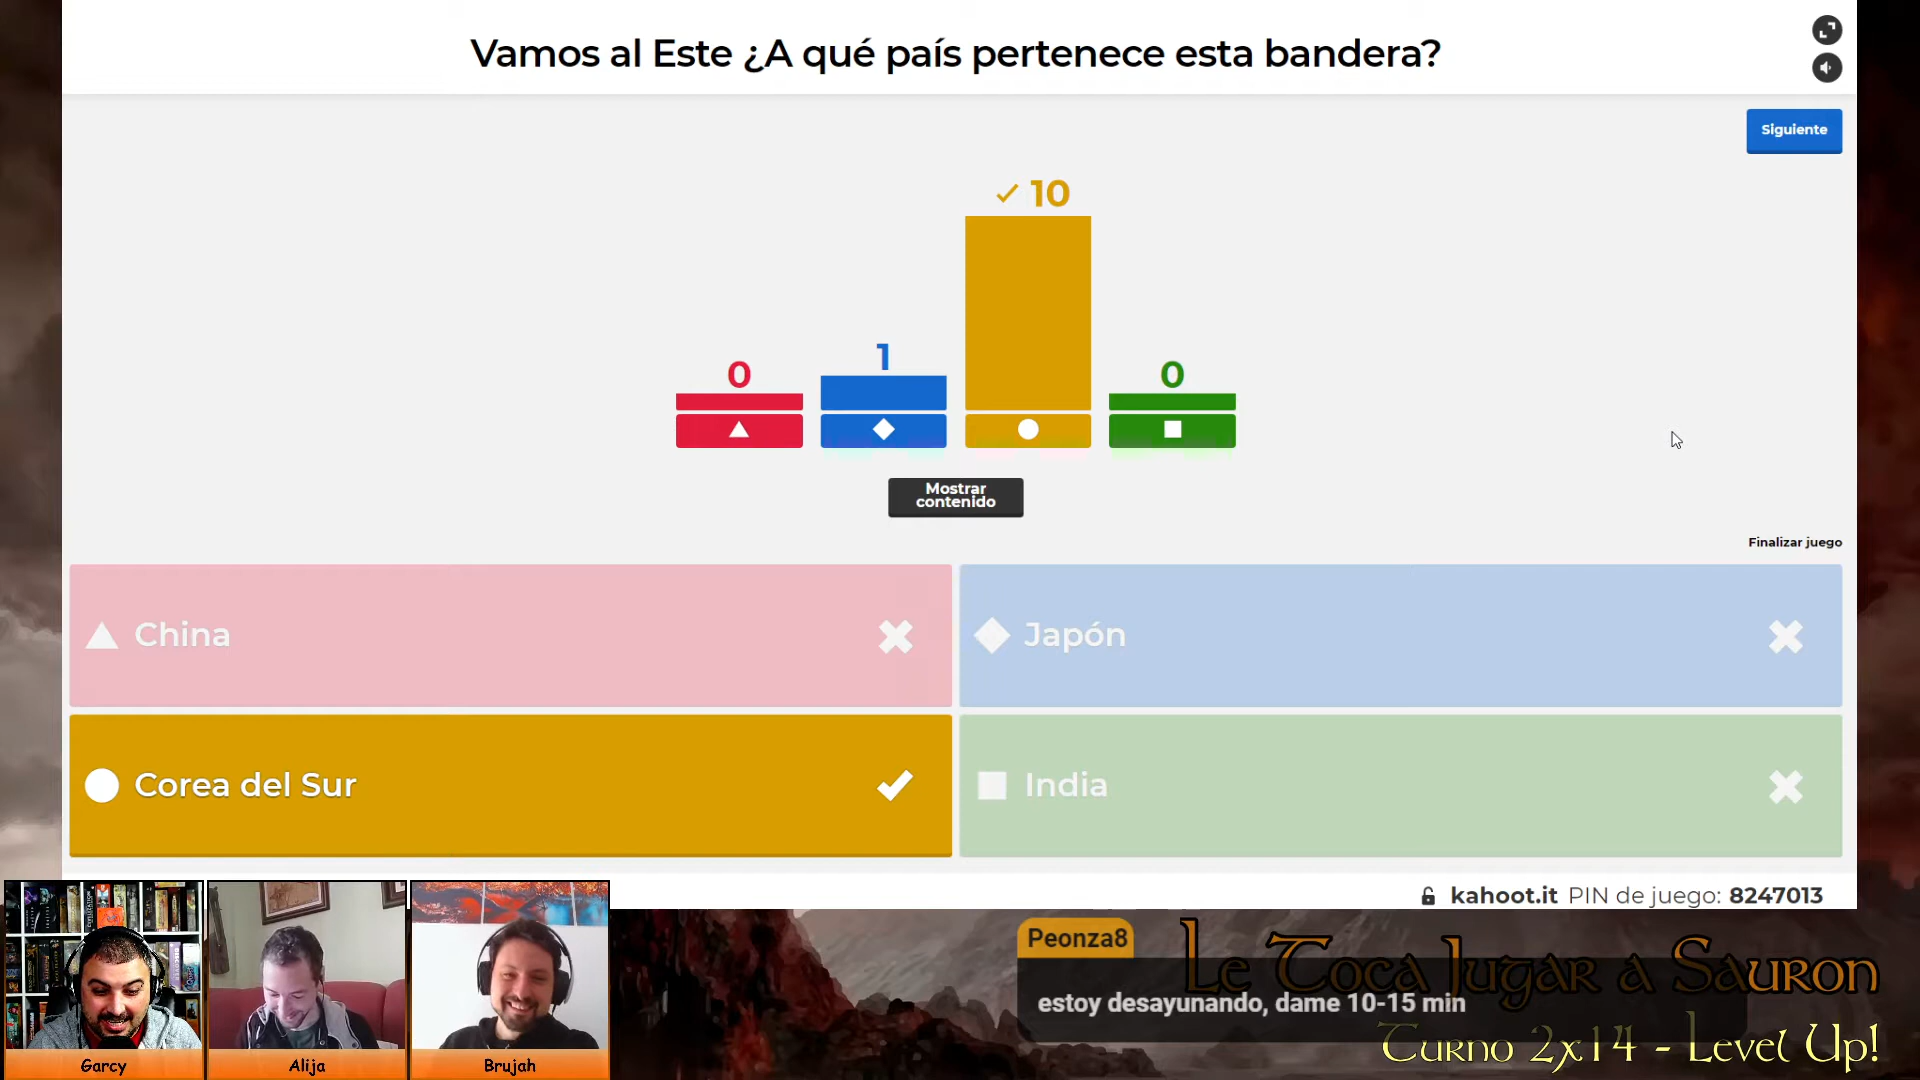 Vamos al Este ¿A qué país pertenece esta bandera?
Siguiente
10
0
1
0
Mostrar
contenido
Finalizar juego
China
Japón
Corea del Sur
India
kahoot.it PIN de juego: 8247013
Peonza8
estoy desayunando, dame 10-15 min
Le Toca Jugar a Sauron
Turno 2x14 - Level Up!
Garcy
Alija
Brujah